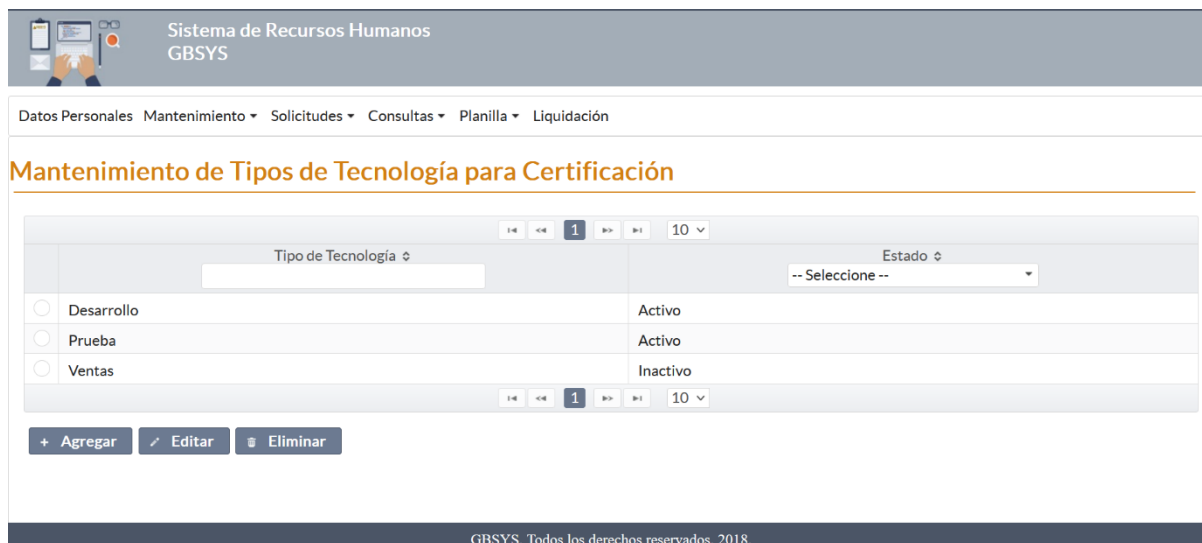 Sistema de Recursos Humanos
GBSYS
Datos Personales Mantenimiento Solicitudes Consultas Planilla Liquidación
Mantenimiento de Tipos de Tecnología para Certificación
1 10
Tipo de Tecnología Estado
-- Seleccione --
Desarrollo Activo
Prueba Activo
Ventas Inactivo
1 10
+ Agregar Editar Eliminar
GBSYS. Todos los derechos reservados. 2018